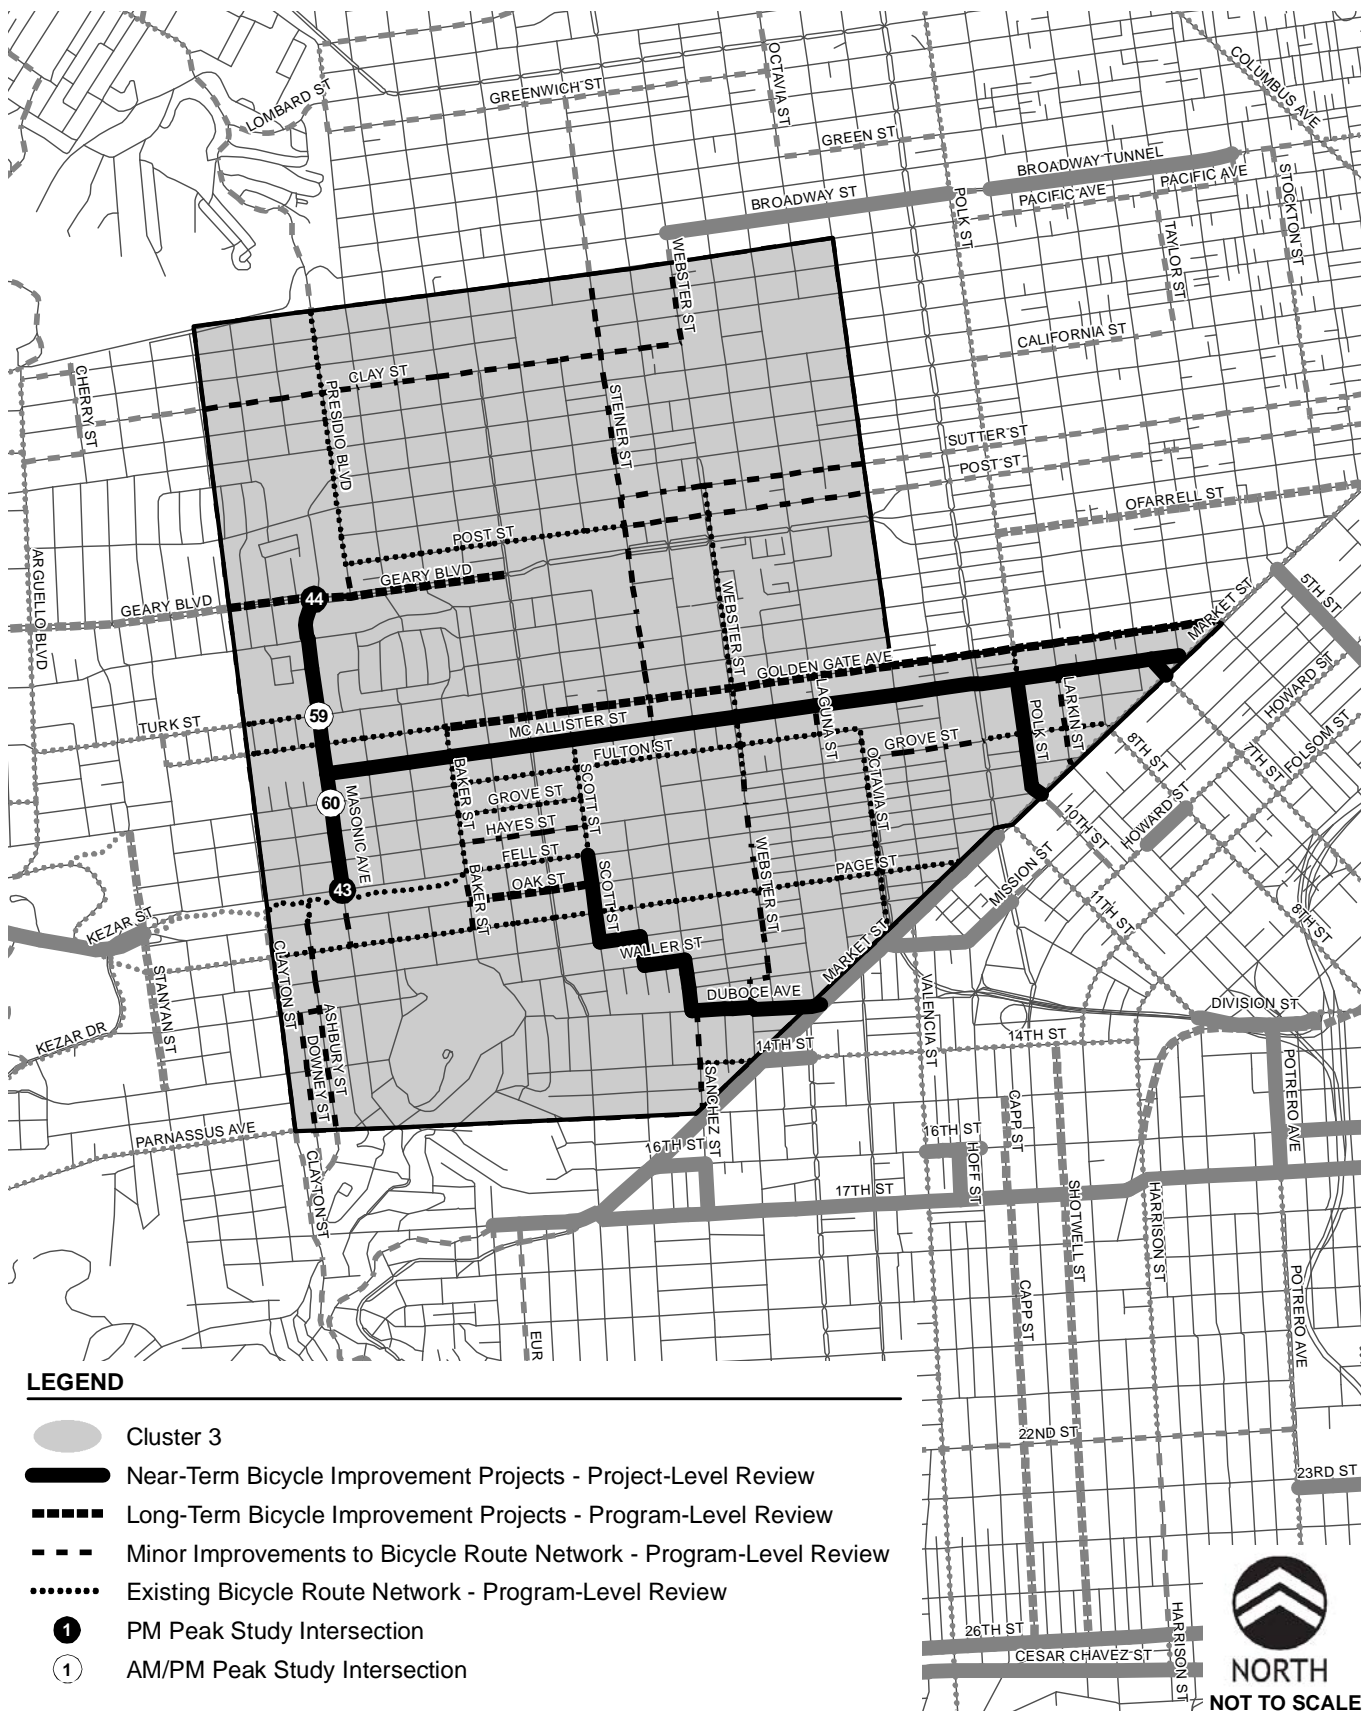 COLUMBUS AVE
OCTAVIA ST
LOMBARD ST
GREENWICH ST
GREEN ST
BROADWAY TUNNEL
PACIFIC AVE
PACIFIC AVE
STOCKTON ST
BROADWAY ST
POLK ST
TAYLOR ST
WEBSTER ST
CALIFORNIA ST
CLAY ST
CHERRY ST
PRESIDIO BLVD
STEINER ST
SUTTER ST
POST ST
OFARRELL ST
POST ST
GEARY BLVD
ARGUELLO BLVD
GEARY BLVD
44
5TH ST
MARKET ST
WEBSTER ST
GOLDEN GATE AVE
HOWARD ST
LAGUNA ST
LARKIN ST
59
TURK ST
MC ALLISTER ST
POLK ST
FOLSOM ST
FULTON ST
GROVE ST
8TH ST
7TH ST
OCTAVIA ST
BAKER ST
SCOTT ST
60
MASONIC AVE
GROVE ST
HOWARD ST
10TH ST
HAYES ST
FELL ST
WEBSTER ST
PAGE ST
MISSION ST
OAK ST
43
BAKER ST
SCOTT ST
11TH ST
8TH ST
KEZAR ST
WALLER ST
MARKET ST
CLAYTON ST
STANYAN ST
DUBOCE AVE
VALENCIA ST
DIVISION ST
KEZAR DR
ASHBURY ST
DOWNEY ST
14TH ST
14TH ST
POTRERO AVE
SANCHEZ ST
CAPP ST
PARNASSUS AVE
16TH ST
16TH ST
HOFF ST
CLAYTON ST
17TH ST
SHOTWELL ST
HARRISON ST
CAPP ST
POTRERO AVE
EUR
LEGEND
Cluster 3
Near-Term Bicycle Improvement Projects - Project-Level Review
Long-Term Bicycle Improvement Projects - Program-Level Review
Minor Improvements to Bicycle Route Network - Program-Level Review
Existing Bicycle Route Network - Program-Level Review
1 PM Peak Study Intersection
1 AM/PM Peak Study Intersection
22ND ST
23RD ST
26TH ST
CESAR CHAVEZ ST
HARRISON ST
NORTH
NOT TO SCALE